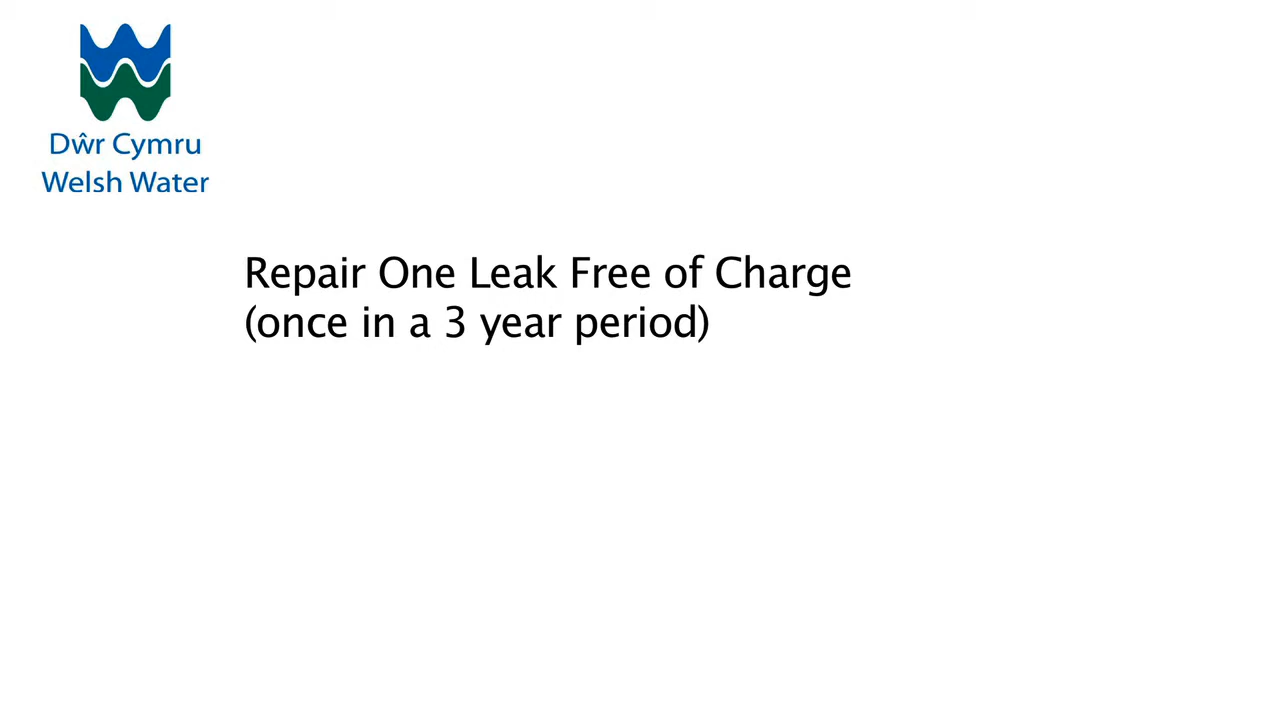 Dŵr Cymru
Welsh Water
Repair One Leak Free of Charge
(once in a 3 year period)